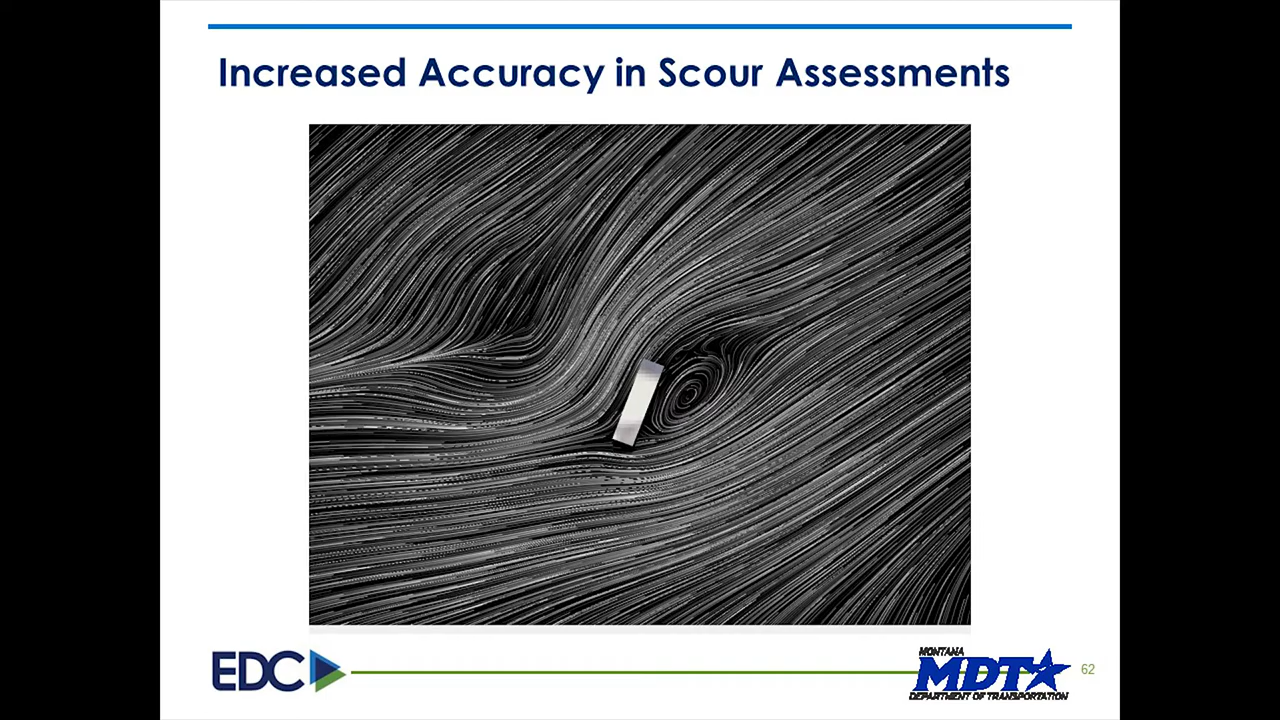 Increased Accuracy in Scour Assessments
EDC
MONTANA
MDT
DEPARTMENT OF TRANSPORTATION
62